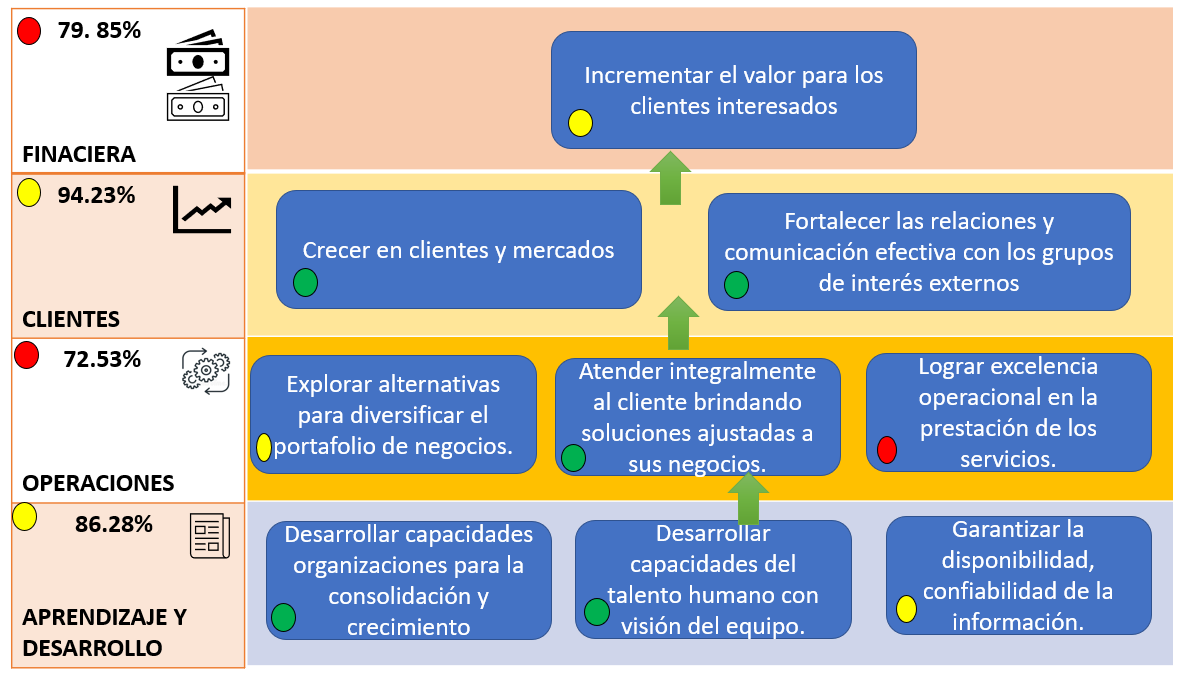 79. 85%
FINACIERA
Incrementar el valor para los
clientes interesados
94.23%
CLIENTES
Crecer en clientes y mercados
Fortalecer las relaciones y
comunicación efectiva con los grupos
de interés externos
72.53%
OPERACIONES
Explorar alternativas
para diversificar el
portafolio de negocios.
Atender integralmente
al cliente brindando
soluciones ajustadas a
sus negocios.
Lograr excelencia
operacional en la
prestación de los
servicios.
86.28%
APRENDIZAJE Y
DESARROLLO
Desarrollar capacidades
organizaciones para la
consolidación y
crecimiento
Desarrollar
capacidades del
talento humano con
visión del equipo.
Garantizar la
disponibilidad,
confiabilidad de la
información.